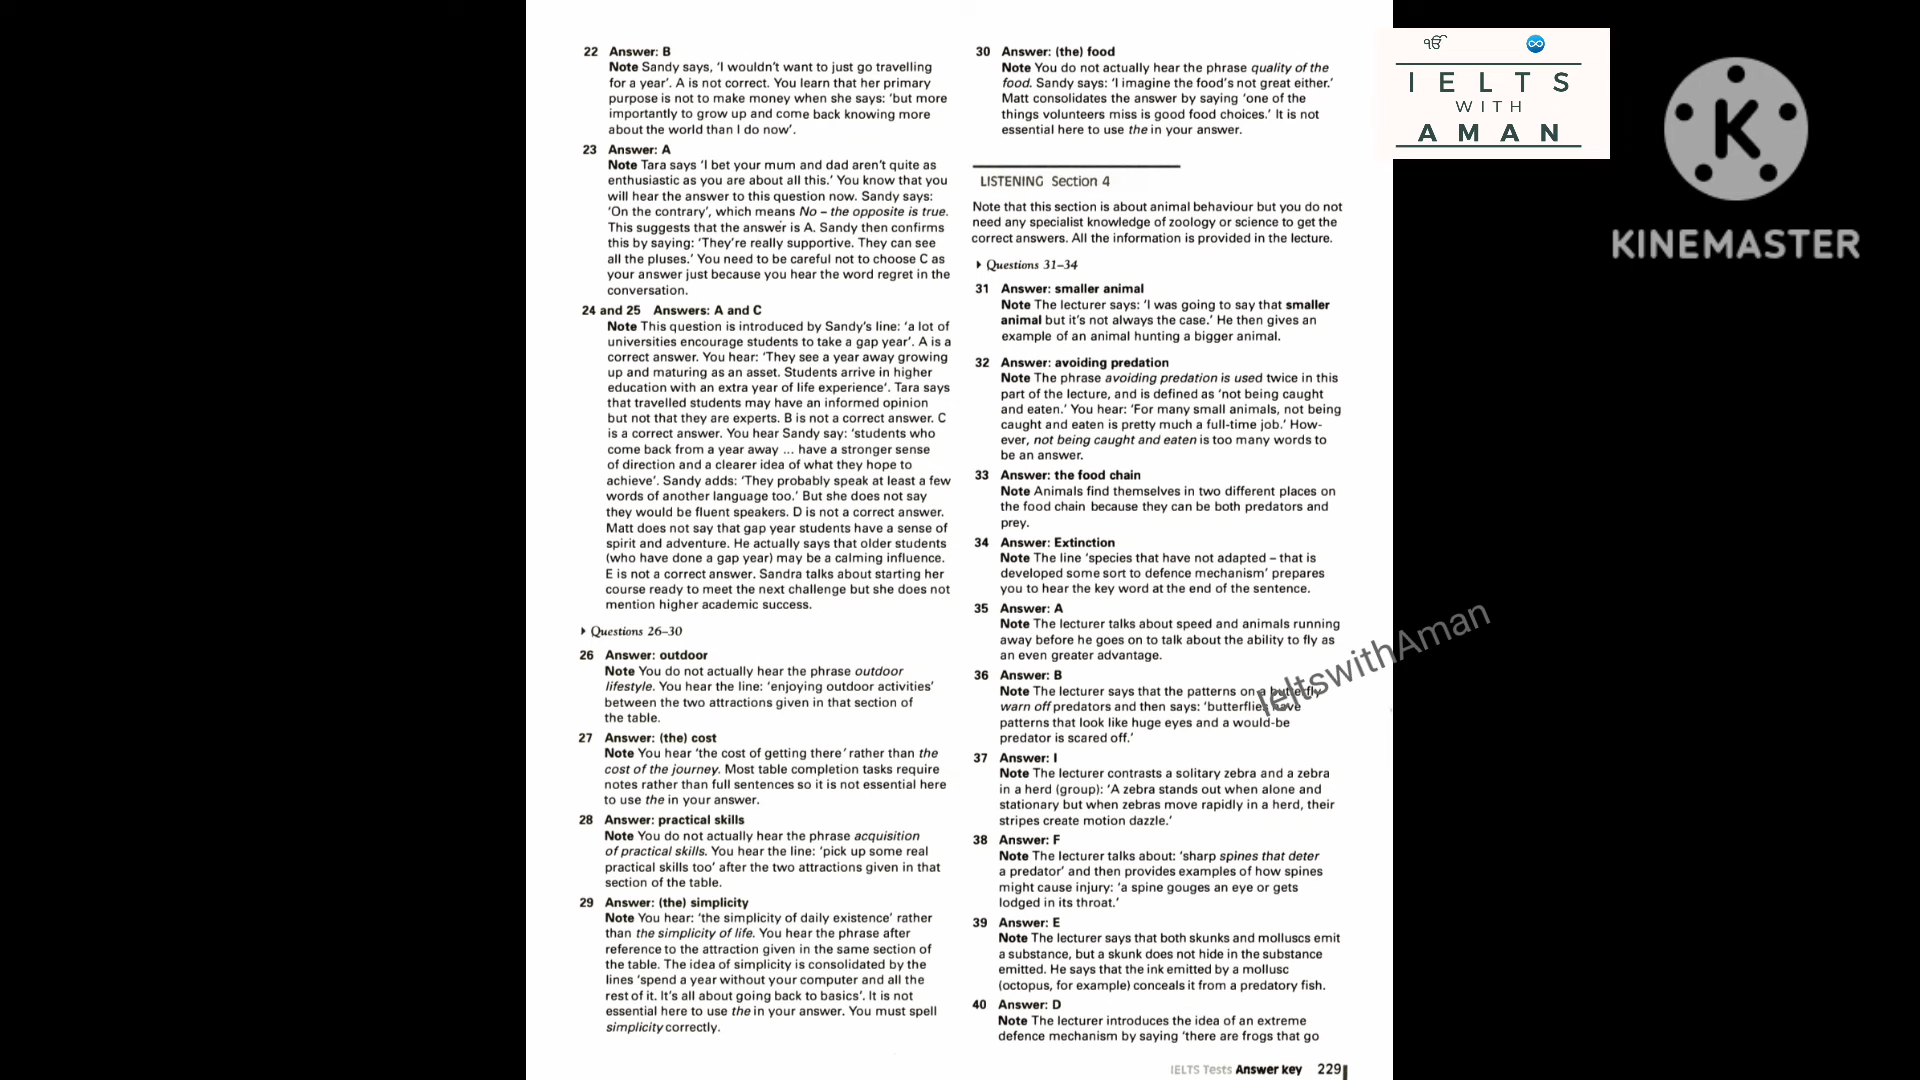 22 Answer: B
Note Sandy says, 'I wouldn't want to just go travelling
for a year'. A is not correct. You learn that her primary
purpose is not to make money when she says: 'but more
importantly to grow up and come back knowing more
about the world than I do now'.
23 Answer: A
Note Tara says 'I bet your mum and dad aren't quite as
enthusiastic as you are about all this.' You know that you
will hear the answer to this question now. Sandy says:
'On the contrary', which means No – the opposite is true.
This suggests that the answer is A. Sandy then confirms
this by saying: 'They're really supportive. They can see
all the pluses.' You need to be careful not to choose C as
your answer just because you hear the word regret in the
conversation.
24 and 25 Answers: A and C
Note This question is introduced by Sandy's line: 'a lot of
universities encourage students to take a gap year'. A is a
correct answer. You hear: 'They see a year away growing
up and maturing as an asset. Students arrive in higher
education with an extra year of life experience'. Tara says
that travelled students may have an informed opinion
but not that they are experts. B is not a correct answer. C
is a correct answer. You hear Sandy say: 'students who
come back from a year away ... have a stronger sense
of direction and a clearer idea of what they hope to
achieve'. Sandy adds: 'They probably speak at least a few
words of another language too.' But she does not say
they would be fluent speakers. D is not a correct answer.
Matt does not say that gap year students have a sense of
spirit and adventure. He actually says that older students
(who have done a gap year) may be a calming influence.
E is not a correct answer. Sandra talks about starting her
course ready to meet the next challenge but she does not
mention higher academic success.
Questions 26–30
26 Answer: outdoor
Note You do not actually hear the phrase outdoor
lifestyle. You hear the line: 'enjoying outdoor activities'
between the two attractions given in that section of
the table.
27 Answer: (the) cost
Note You hear 'the cost of getting there' rather than the
cost of the journey. Most table completion tasks require
notes rather than full sentences so it is not essential here
to use the in your answer.
28 Answer: practical skills
Note You do not actually hear the phrase acquisition
of practical skills. You hear the line: 'pick up some real
practical skills too' after the two attractions given in that
section of the table.
29 Answer: (the) simplicity
Note You hear: 'the simplicity of daily existence' rather
than the simplicity of life. You hear the phrase after
reference to the attraction given in the same section of
the table. The idea of simplicity is consolidated by the
lines 'spend a year without your computer and all the
rest of it. It's all about going back to basics'. It is not
essential here to use the in your answer. You must spell
simplicity correctly.
30 Answer: (the) food
Note You do not actually hear the phrase quality of the
food. Sandy says: 'I imagine the food's not great either.'
Matt consolidates the answer by saying 'one of the
things volunteers miss is good food choices.' It is not
essential here to use the in your answer.
LISTENING Section 4
Note that this section is about animal behaviour but you do not
need any specialist knowledge of zoology or science to get the
correct answers. All the information is provided in the lecture.
Questions 31–34
31 Answer: smaller animal
Note The lecturer says: 'I was going to say that smaller
animal but it's not always the case.' He then gives an
example of an animal hunting a bigger animal.
32 Answer: avoiding predation
Note The phrase avoiding predation is used twice in this
part of the lecture, and is defined as 'not being caught
and eaten.' You hear: 'For many small animals, not being
caught and eaten is pretty much a full-time job.' How-
ever, not being caught and eaten is too many words to
be an answer.
33 Answer: the food chain
Note Animals find themselves in two different places on
the food chain because they can be both predators and
prey.
34 Answer: Extinction
Note The line 'species that have not adapted – that is
developed some sort to defence mechanism' prepares
you to hear the key word at the end of the sentence.
35 Answer: A
Note The lecturer talks about speed and animals running
away before he goes on to talk about the ability to fly as
an even greater advantage.
36 Answer: B
Note The lecturer says that the patterns on a butterfly
warn off predators and then says: 'butterflies have
patterns that look like huge eyes and a would-be
predator is scared off.'
37 Answer: I
Note The lecturer contrasts a solitary zebra and a zebra
in a herd (group): 'A zebra stands out when alone and
stationary but when zebras move rapidly in a herd, their
stripes create motion dazzle.'
38 Answer: F
Note The lecturer talks about: 'sharp spines that deter
a predator' and then provides examples of how spines
might cause injury: 'a spine gouges an eye or gets
lodged in its throat.'
39 Answer: E
Note The lecturer says that both skunks and molluscs emit
a substance, but a skunk does not hide in the substance
emitted. He says that the ink emitted by a mollusc
(octopus, for example) conceals it from a predatory fish.
40 Answer: D
Note The lecturer introduces the idea of an extreme
defence mechanism by saying 'there are frogs that go
IELTS Tests Answer key 229
IeltswithAman
ੴ
IELTS
WITH
AMAN
K
KINEMASTER